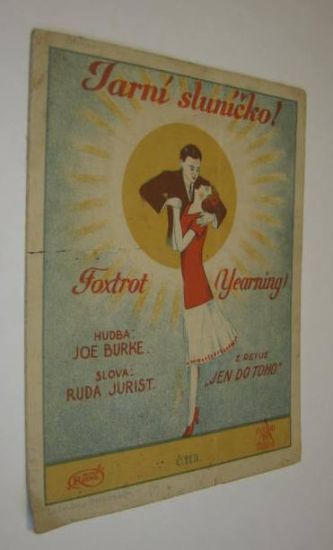 Jarní sluníčko!
Foxtrot (Yearning)
HUDBA:
JOE BURKE.
SLOVA:
RUDA JURIST.
Z REVUE
„JEN DO TOHO."